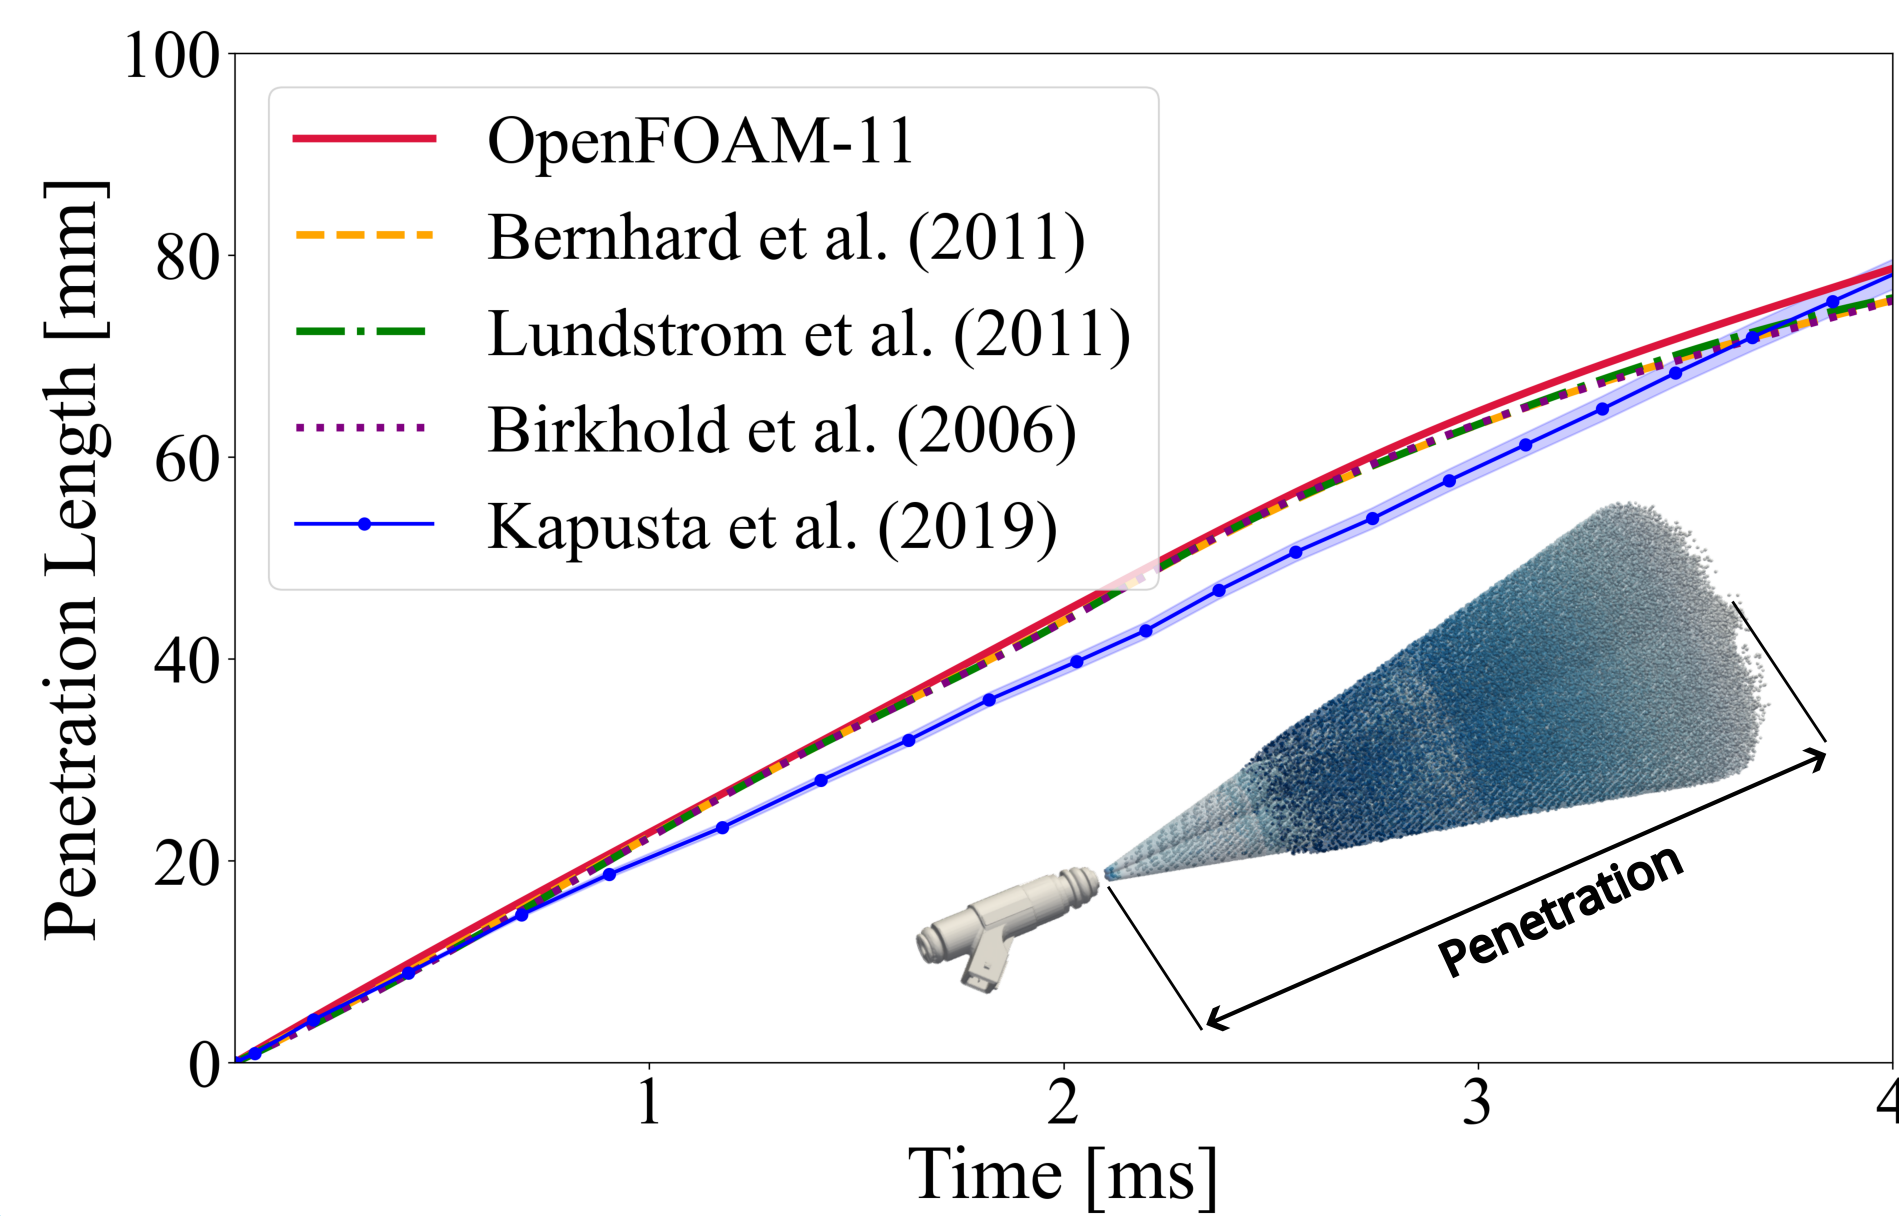 100
80
60
40
20
0
Penetration Length [mm]
OpenFOAM-11
Bernhard et al. (2011)
Lundstrom et al. (2011)
Birkhold et al. (2006)
Kapusta et al. (2019)
Penetration
1
2
3
4
Time [ms]